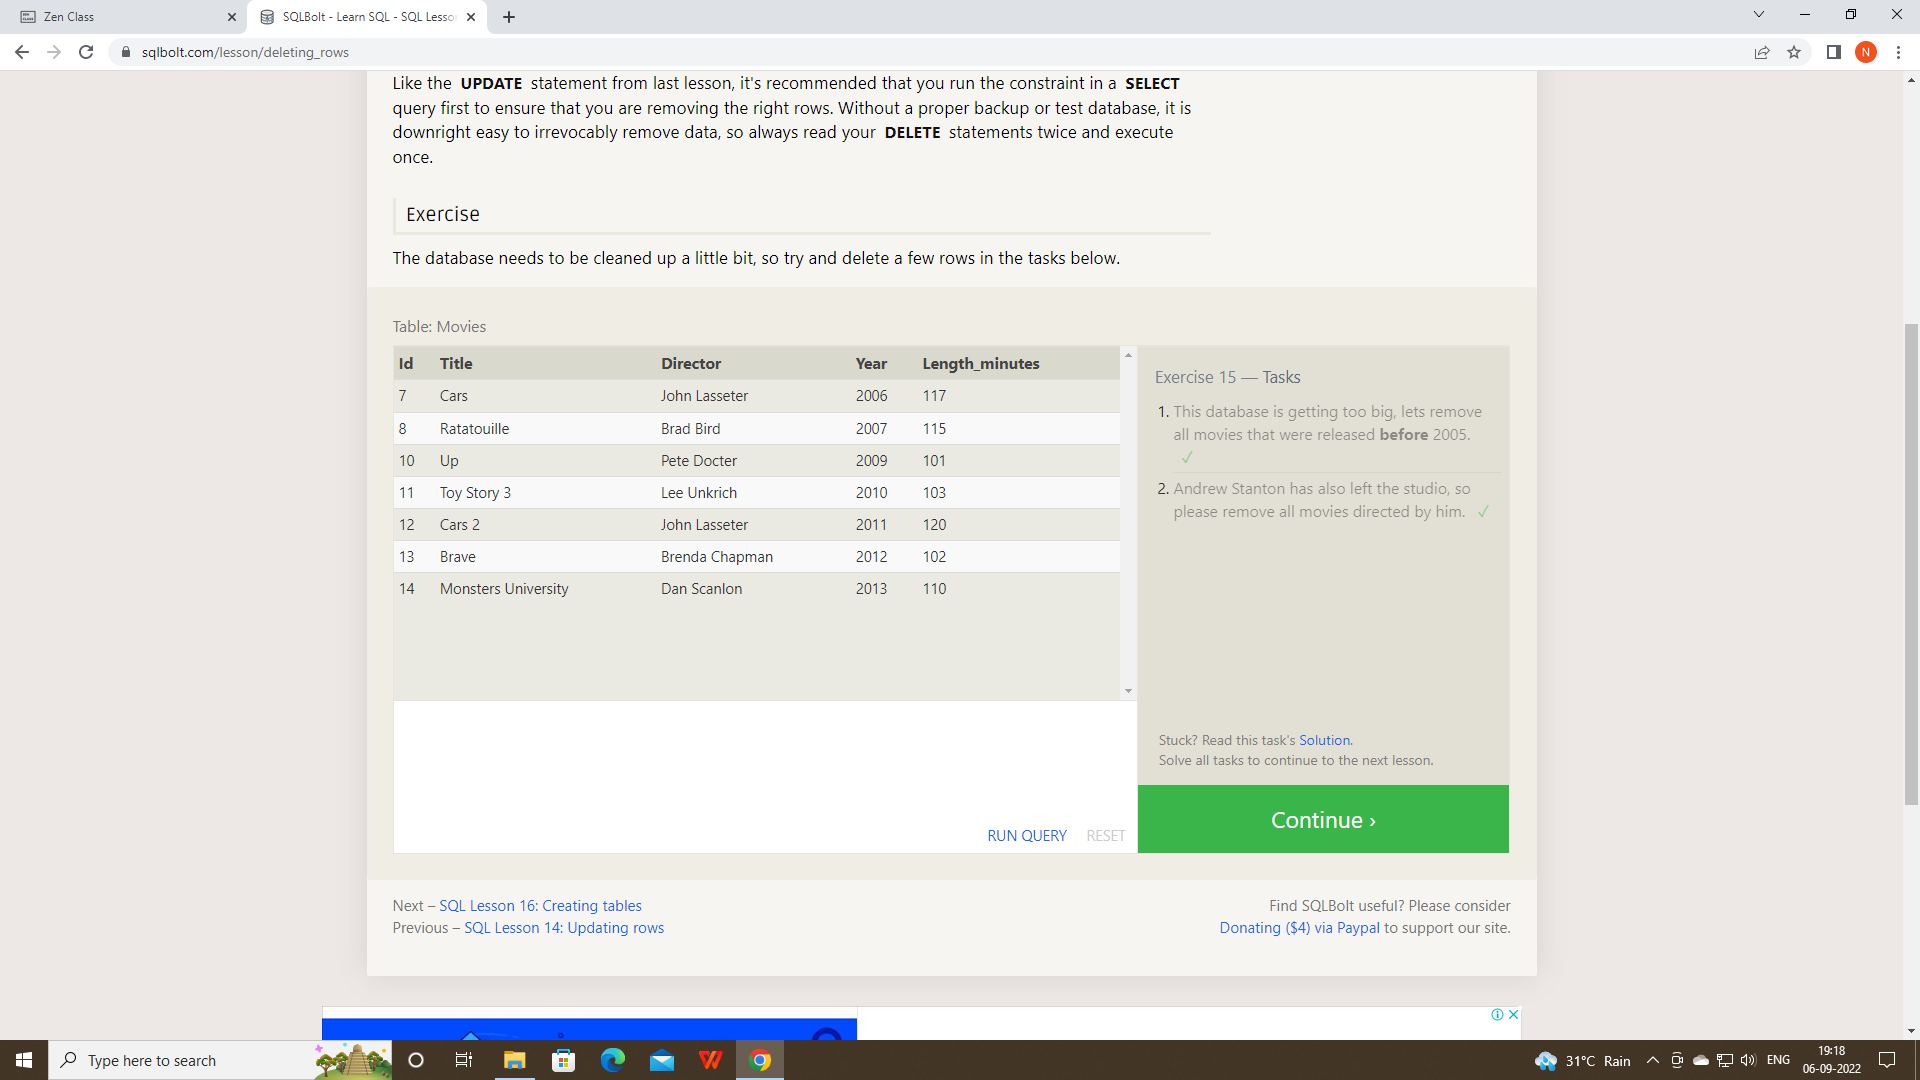 Zen Class
SQLBolt - Learn SQL - SQL Lesso
sqlbolt.com/lesson/deleting_rows
N
Like the UPDATE statement from last lesson, it's recommended that you run the constraint in a SELECT
query first to ensure that you are removing the right rows. Without a proper backup or test database, it is
downright easy to irrevocably remove data, so always read your DELETE statements twice and execute
once.
Exercise
The database needs to be cleaned up a little bit, so try and delete a few rows in the tasks below.
Table: Movies
Id Title Director Year Length_minutes
7 Cars John Lasseter 2006 117
8 Ratatouille Brad Bird 2007 115
10 Up Pete Docter 2009 101
11 Toy Story 3 Lee Unkrich 2010 103
12 Cars 2 John Lasseter 2011 120
13 Brave Brenda Chapman 2012 102
14 Monsters University Dan Scanlon 2013 110
RUN QUERY RESET
Exercise 15 — Tasks
1. This database is getting too big, lets remove
all movies that were released before 2005.
✓
2. Andrew Stanton has also left the studio, so
please remove all movies directed by him. ✓
Stuck? Read this task's Solution.
Solve all tasks to continue to the next lesson.
Continue ›
Next – SQL Lesson 16: Creating tables
Previous – SQL Lesson 14: Updating rows
Find SQLBolt useful? Please consider
Donating ($4) via Paypal to support our site.
Type here to search
31°C Rain
ENG
19:18
06-09-2022